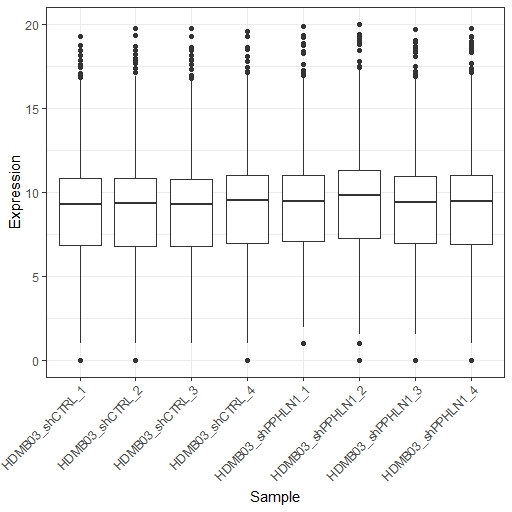 20
15
10
5
0
Expression
HDMB03_shCTRL_1
HDMB03_shCTRL_2
HDMB03_shCTRL_3
HDMB03_shCTRL_4
HDMB03_shPPHLN1_1
HDMB03_shPPHLN1_2
HDMB03_shPPHLN1_3
HDMB03_shPPHLN1_4
Sample